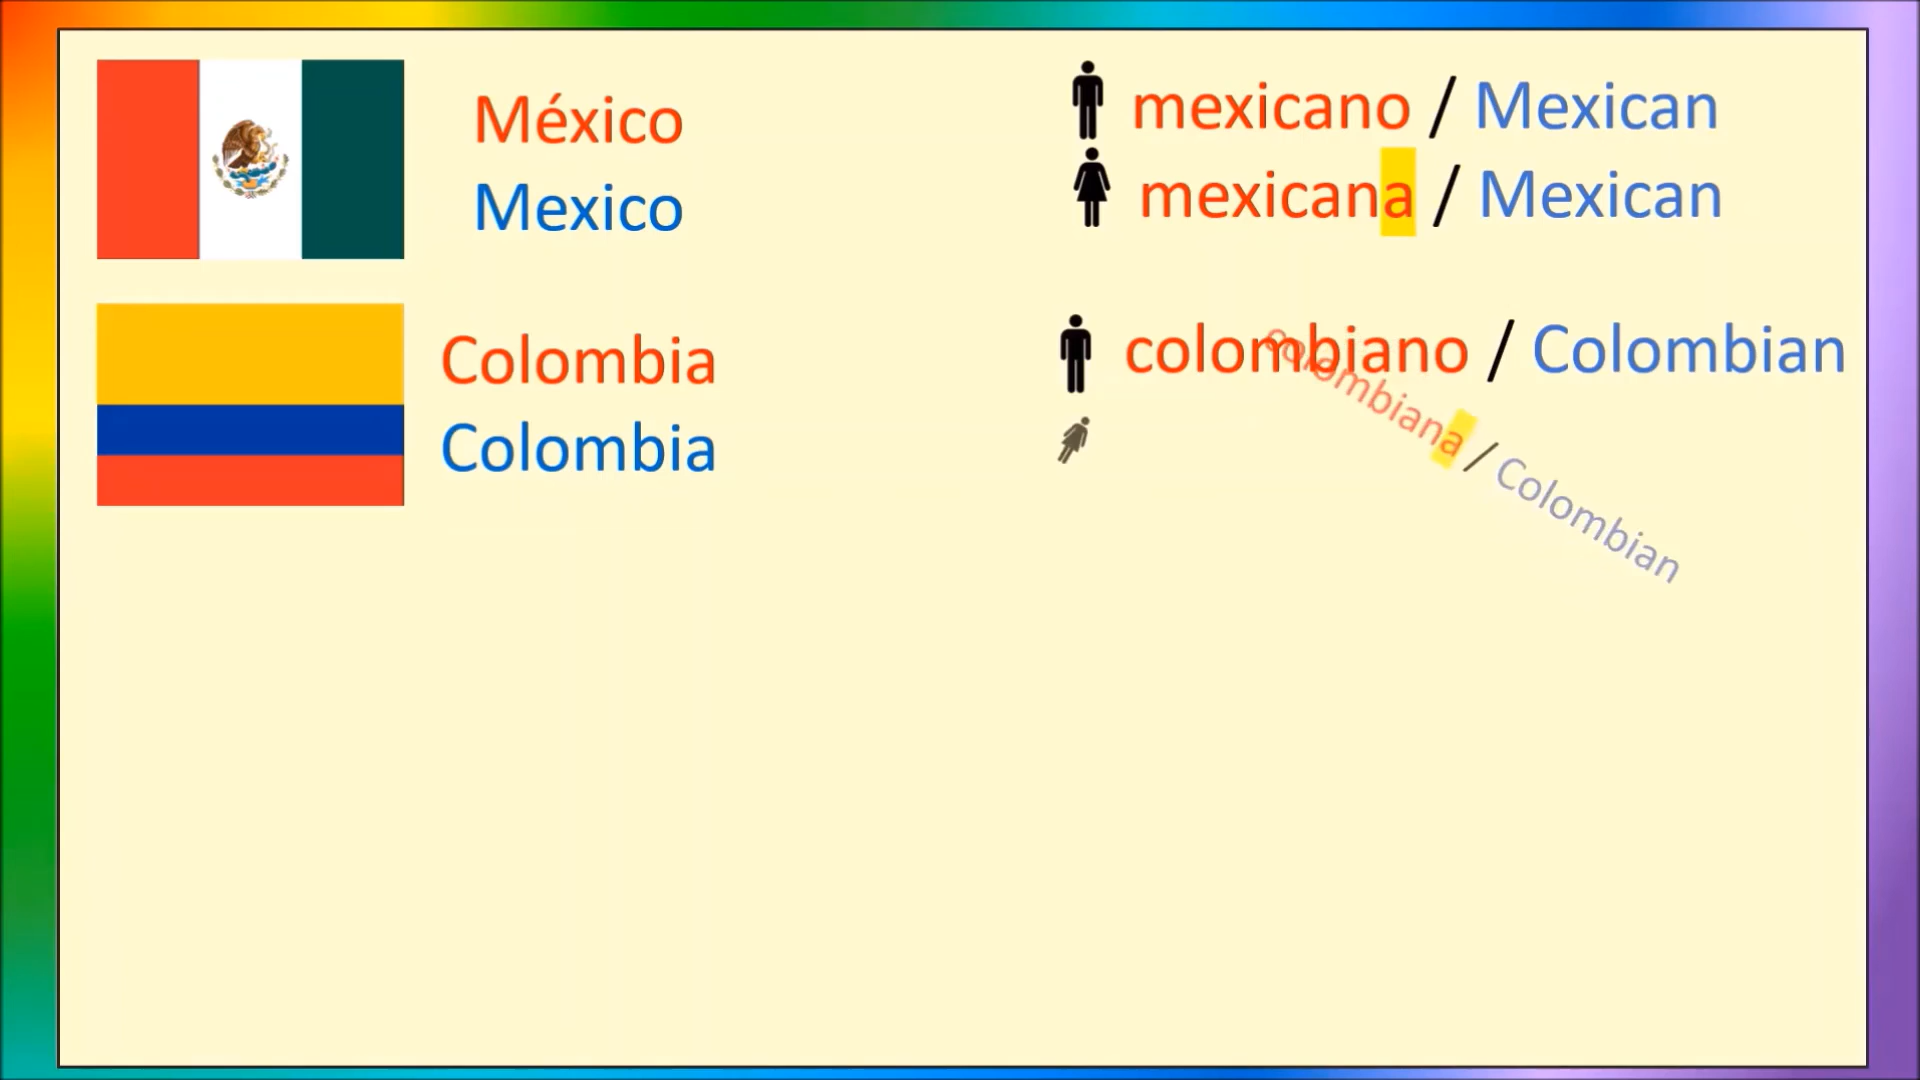 México
Mexico
mexicano / Mexican
mexicana / Mexican
Colombia
Colombia
colombiano / Colombian
colombiana / Colombian